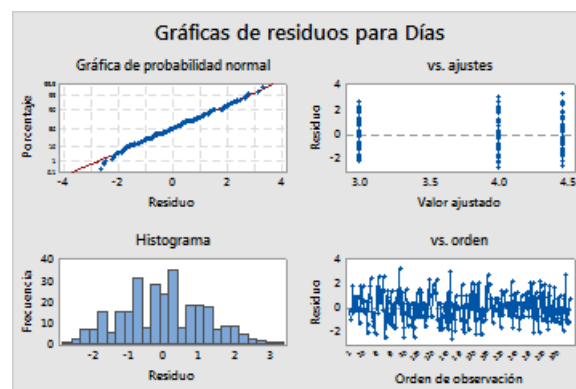 Gráficas de residuos para Días
Gráfica de probabilidad normal
Porcentaje
-4 -2 0 2 4
Residuo
vs. ajustes
Residuo
4
2
0
-2
3.0 3.5 4.0 4.5
Valor ajustado
Histograma
Frecuencia
40
30
20
10
0
-2 -1 0 1 2 3
Residuo
vs. orden
Residuo
4
2
0
-2
Orden de observación